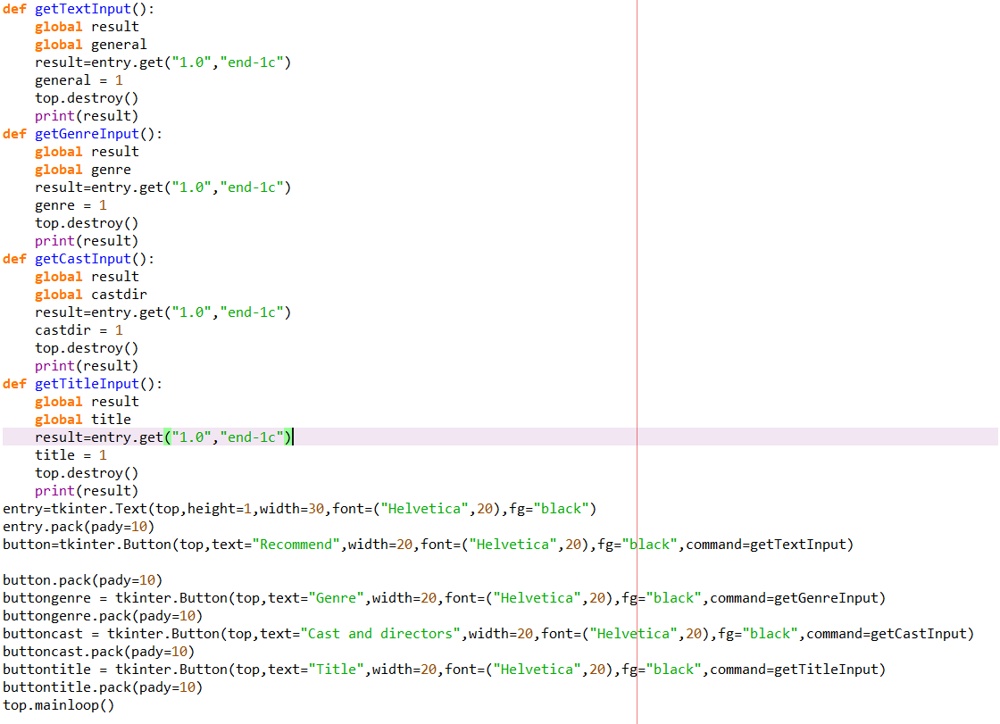 def getTextInput():
    global result
    global general
    result=entry.get("1.0","end-1c")
    general = 1
    top.destroy()
    print(result)
def getGenreInput():
    global result
    global genre
    result=entry.get("1.0","end-1c")
    genre = 1
    top.destroy()
    print(result)
def getCastInput():
    global result
    global castdir
    result=entry.get("1.0","end-1c")
    castdir = 1
    top.destroy()
    print(result)
def getTitleInput():
    global result
    global title
    result=entry.get("1.0","end-1c")
    title = 1
    top.destroy()
    print(result)
entry=tkinter.Text(top,height=1,width=30,font=("Helvetica",20),fg="black")
entry.pack(pady=10)
button=tkinter.Button(top,text="Recommend",width=20,font=("Helvetica",20),fg="black",command=getTextInput)

button.pack(pady=10)
buttongenre = tkinter.Button(top,text="Genre",width=20,font=("Helvetica",20),fg="black",command=getGenreInput)
buttongenre.pack(pady=10)
buttoncast = tkinter.Button(top,text="Cast and directors",width=20,font=("Helvetica",20),fg="black",command=getCastInput)
buttoncast.pack(pady=10)
buttontitle = tkinter.Button(top,text="Title",width=20,font=("Helvetica",20),fg="black",command=getTitleInput)
buttontitle.pack(pady=10)
top.mainloop()